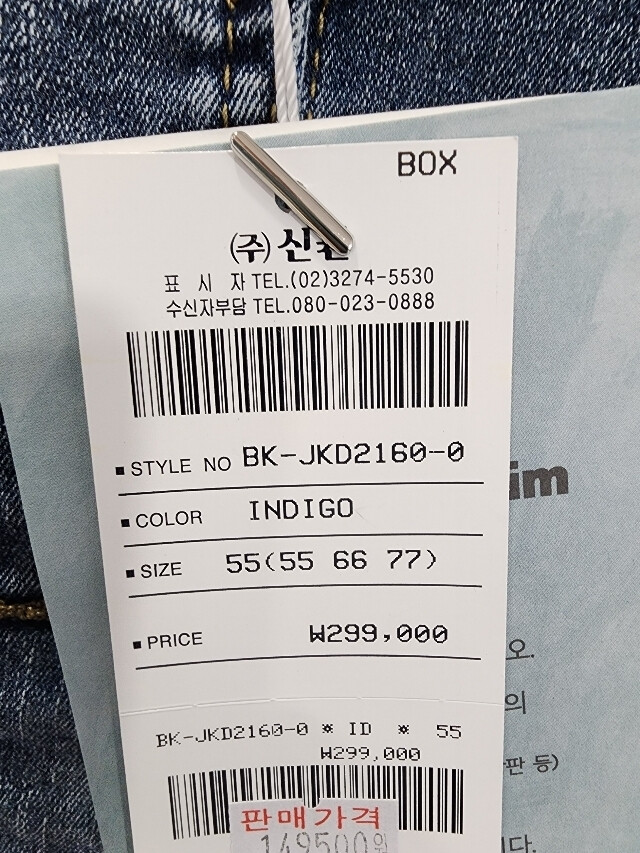 BOX
(주) 신원
표 시 자 TEL.(02)3274-5530
수신자부담 TEL.080-023-0888
■ STYLE NO BK-JKD2160-0
■ COLOR INDIGO
■ SIZE 55(55 66 77)
■ PRICE ₩299,000
BK-JKD2160-0 * ID * 55
₩299,000
판매가격
149500원
im
오.
의
판 등)
다.